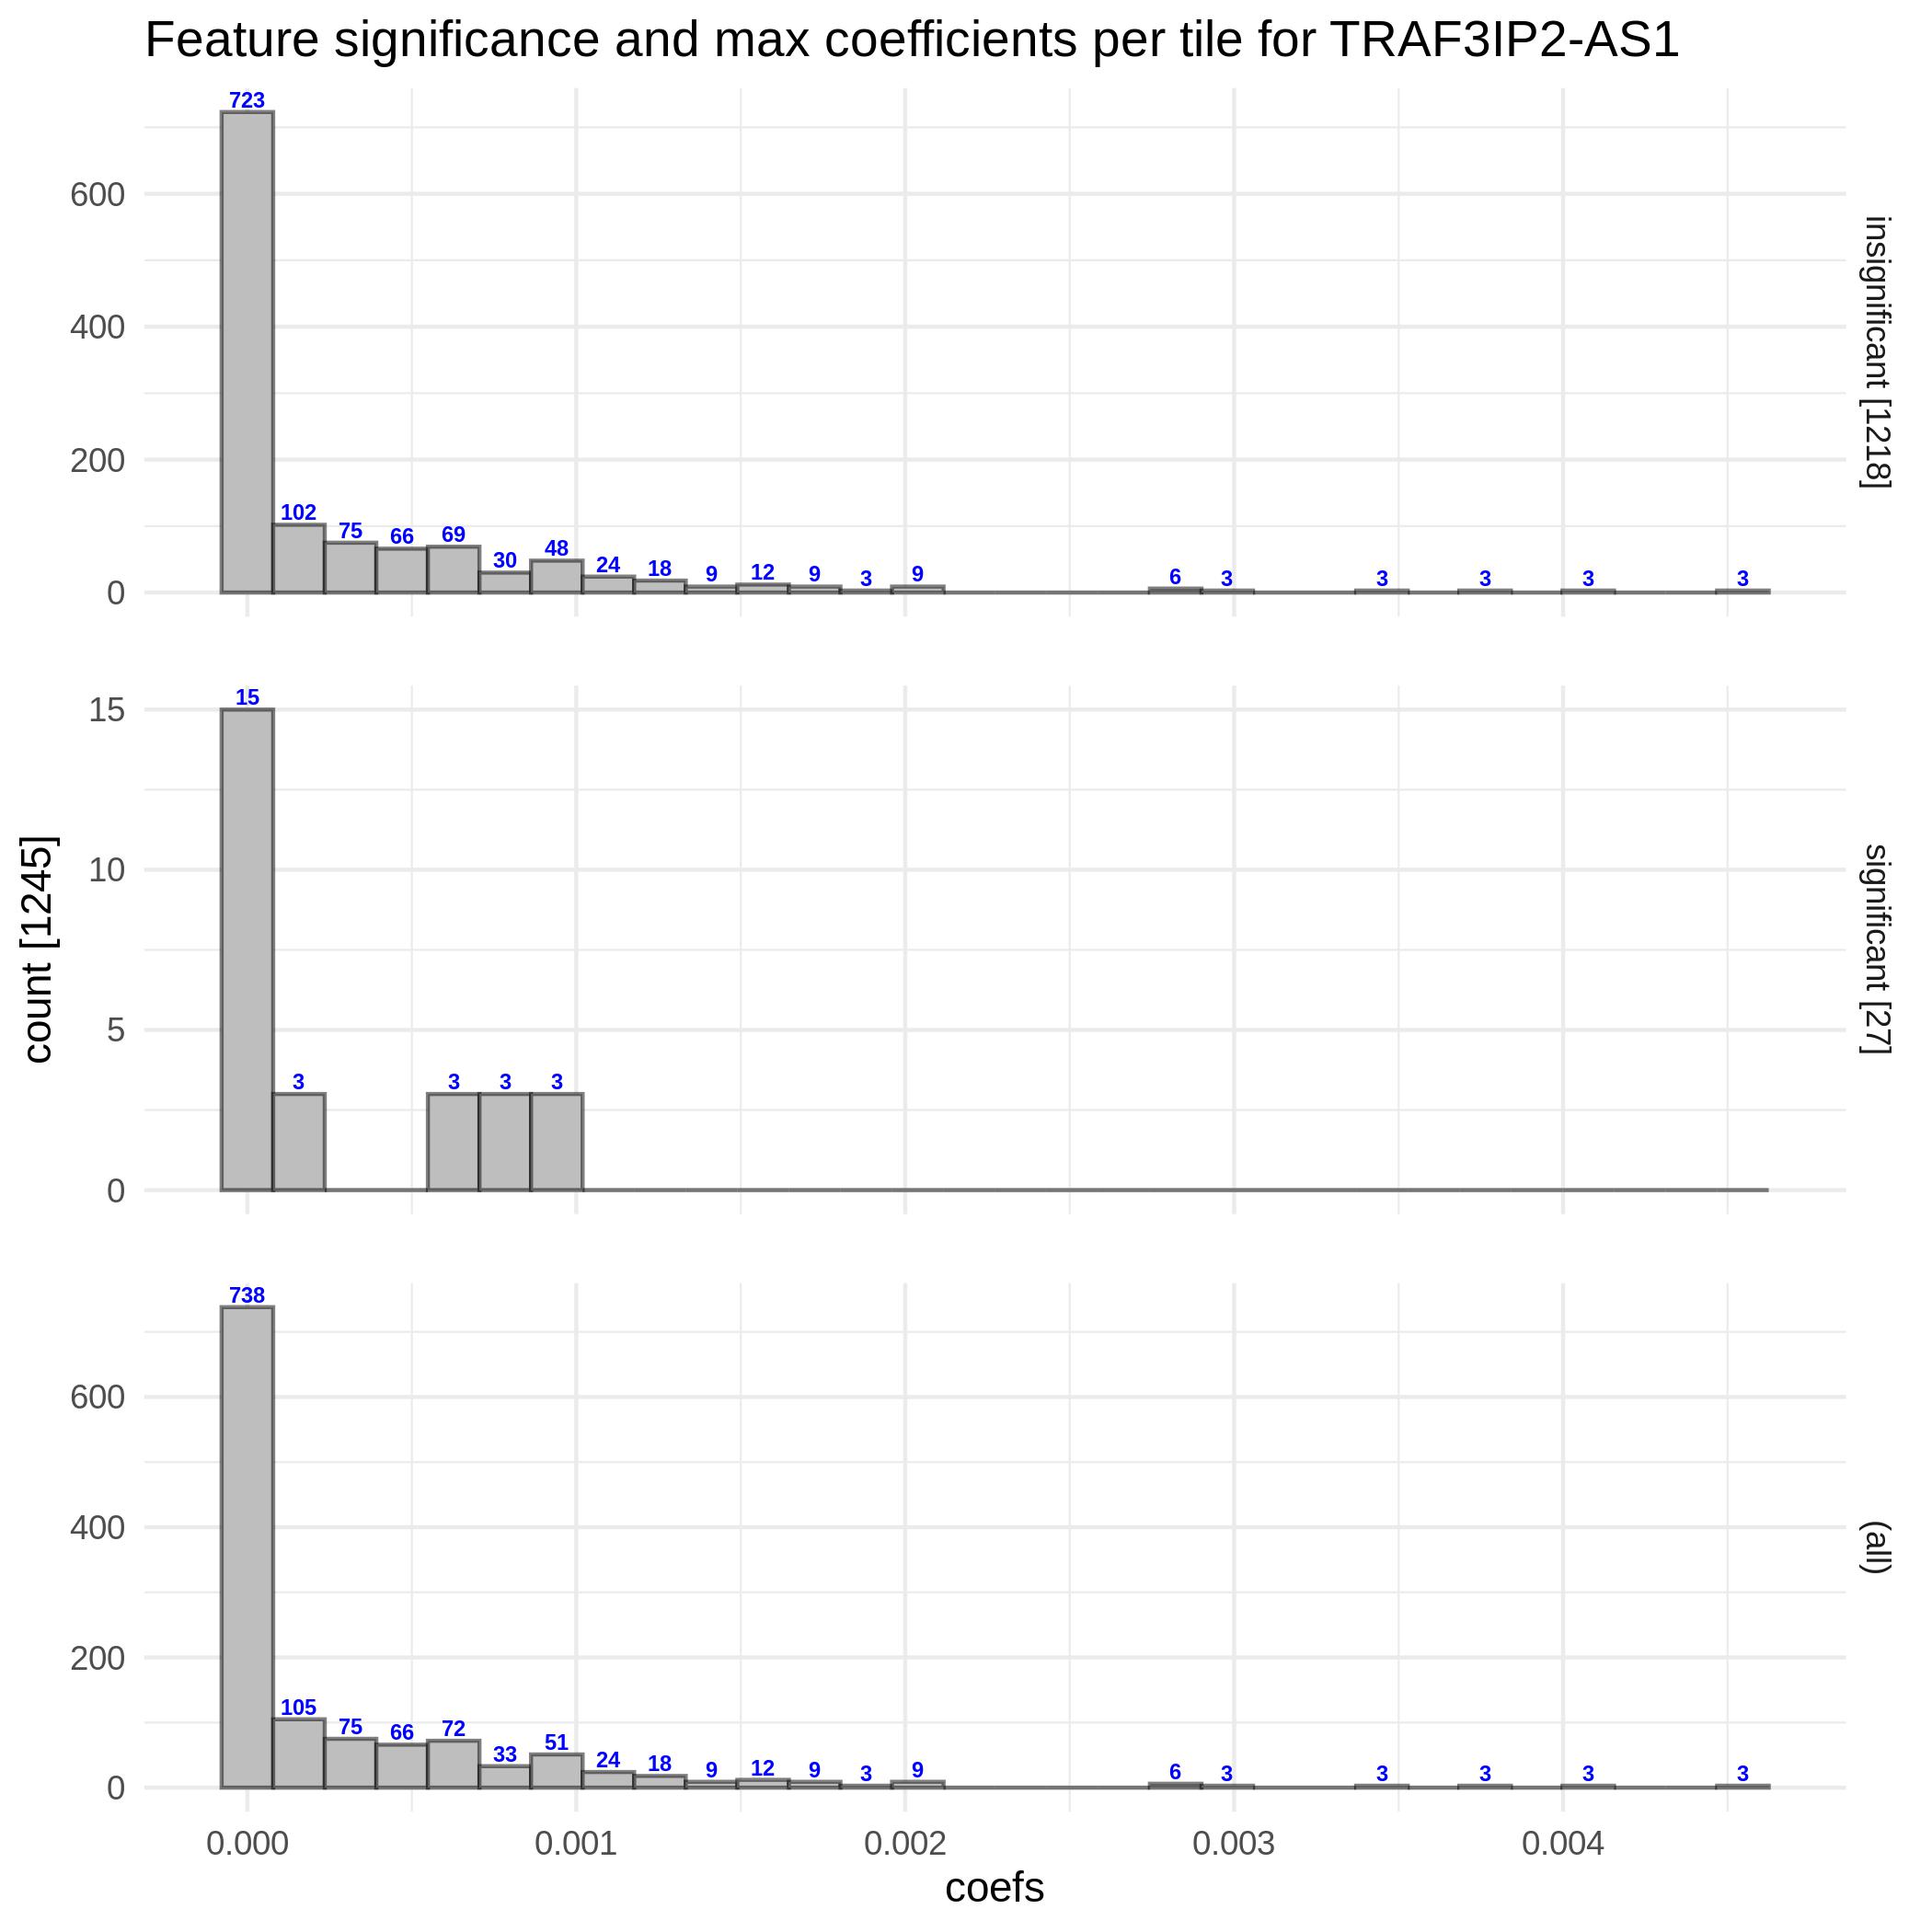 Feature significance and max coefficients per tile for TRAF3IP2-AS1
723
102 75 66 69 30 48 24 18 9 12 9 3 9 6 3 3 3 3 3
600
400
200
0
insignificant [1218]
15
3 3 3 3
15
10
5
0
significant [27]
count [1245]
738
105 75 66 72 33 51 24 18 9 12 9 3 9 6 3 3 3 3 3
600
400
200
0
(all)
0.000 0.001 0.002 0.003 0.004
coefs